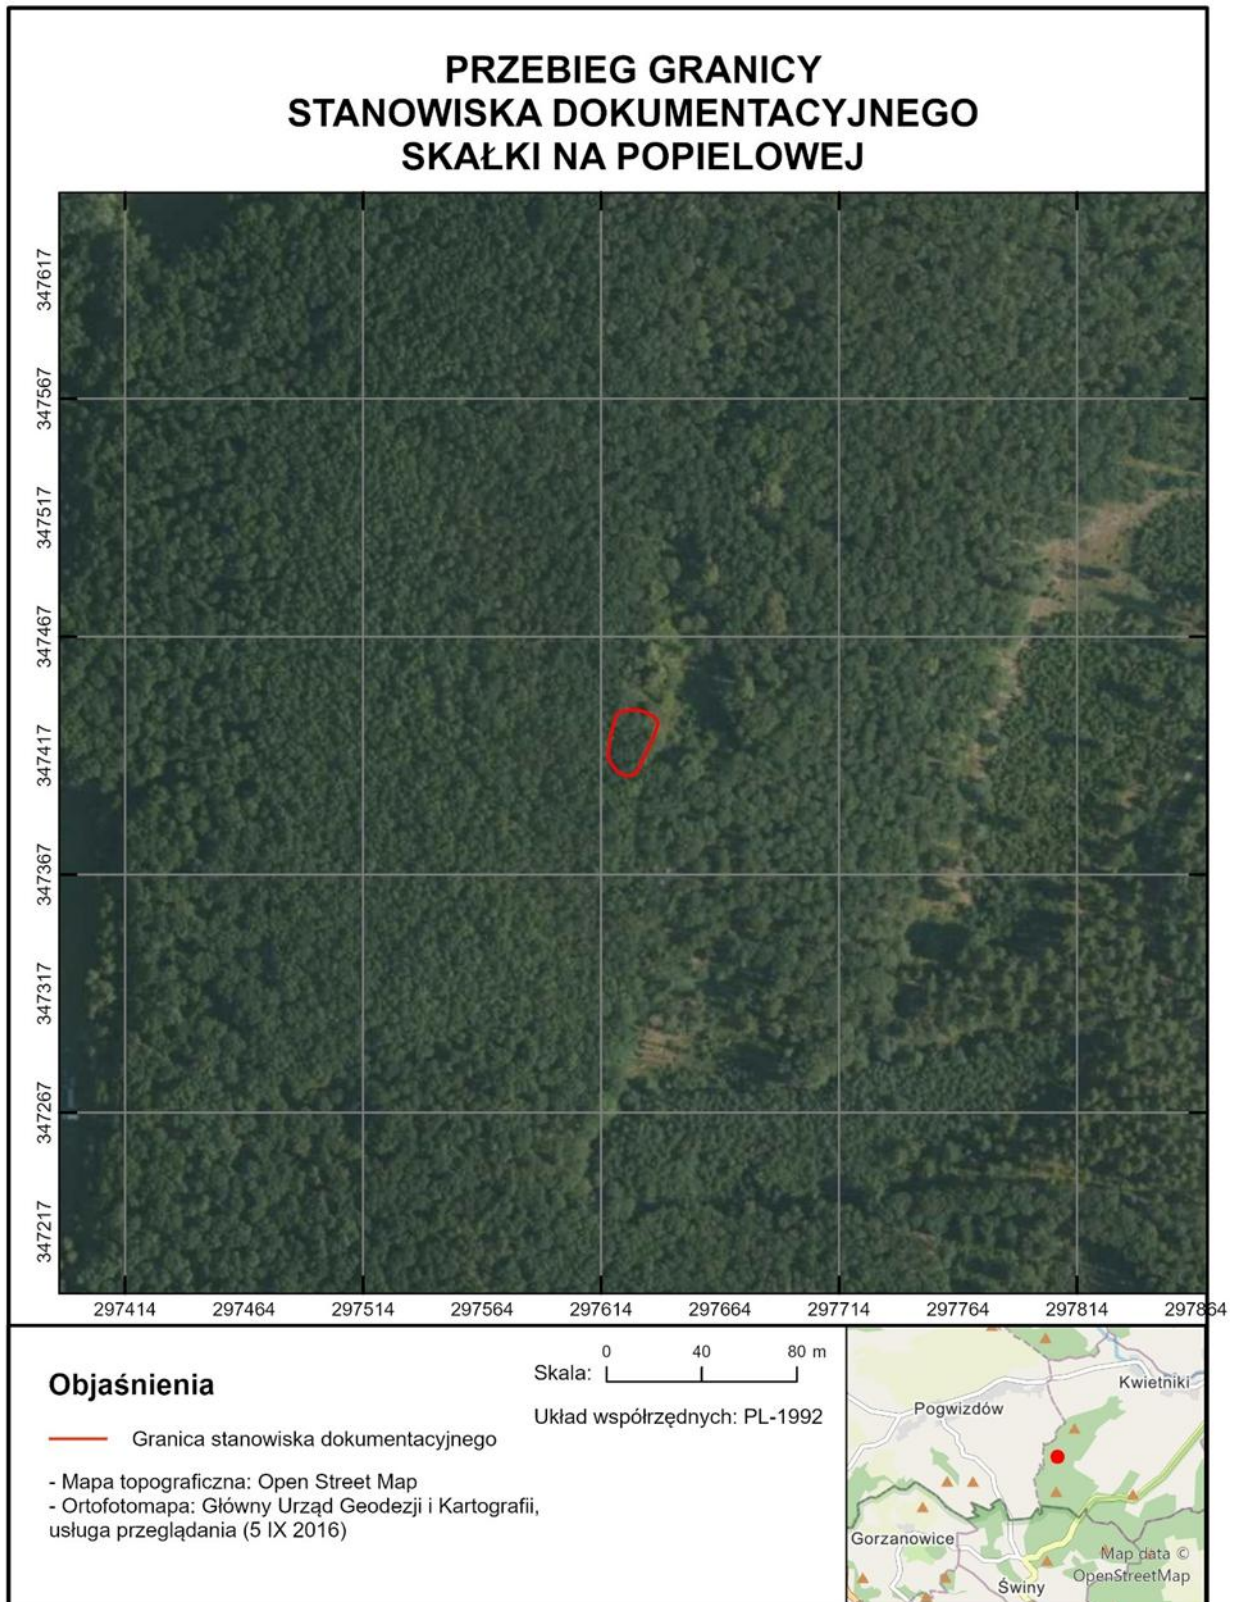 PRZEBIEG GRANICY
STANOWISKA DOKUMENTACYJNEGO
SKAŁKI NA POPIELOWEJ
347617
347567
347517
347467
347417
347367
347317
347267
347217
297414 297464 297514 297564 297614 297664 297714 297764 297814 297864
Objaśnienia
Granica stanowiska dokumentacyjnego
- Mapa topograficzna: Open Street Map
- Ortofotomapa: Główny Urząd Geodezji i Kartografii,
usługa przeglądania (5 IX 2016)
0 40 80 m
Skala:
Układ współrzędnych: PL-1992
Kwietniki
Pogwizdów
Gorzanowice
Świny
Map data ©
OpenStreetMap